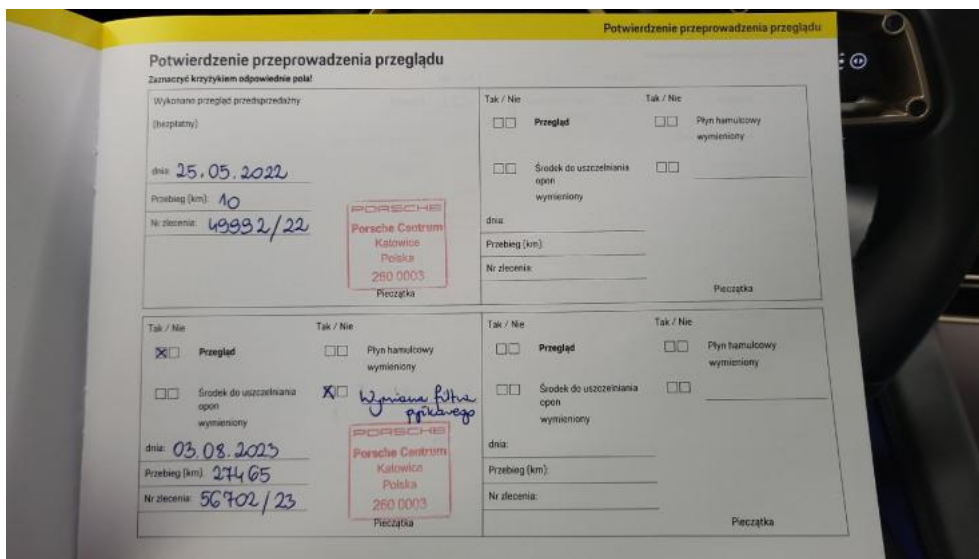 Potwierdzenie przeprowadzenia przeglądu
Potwierdzenie przeprowadzenia przeglądu
Zaznaczyć krzyżykiem odpowiednie pola!
Wykonano przegląd przedsprzedażny
(bezpłatny)
dnia: 25.05.2022
Przebieg (km): 10
Nr zlecenia: 49992/22
PORSCHE
Porsche Centrum
Katowice
Polska
260 0003
Pieczątka
Tak / Nie
Tak / Nie
Przegląd
Płyn hamulcowy
wymieniony
Środek do uszczelniania
opon
wymieniony
dnia:
Przebieg (km):
Nr zlecenia:
Pieczątka
Tak / Nie
Tak / Nie
X Przegląd
Płyn hamulcowy
wymieniony
Środek do uszczelniania
opon
wymieniony
X Wymiana filtra
pyłkowego
dnia: 03.08.2023
Przebieg (km): 27465
Nr zlecenia: 56702/23
PORSCHE
Porsche Centrum
Katowice
Polska
260 0003
Pieczątka
Tak / Nie
Tak / Nie
Przegląd
Płyn hamulcowy
wymieniony
Środek do uszczelniania
opon
wymieniony
dnia:
Przebieg (km):
Nr zlecenia:
Pieczątka